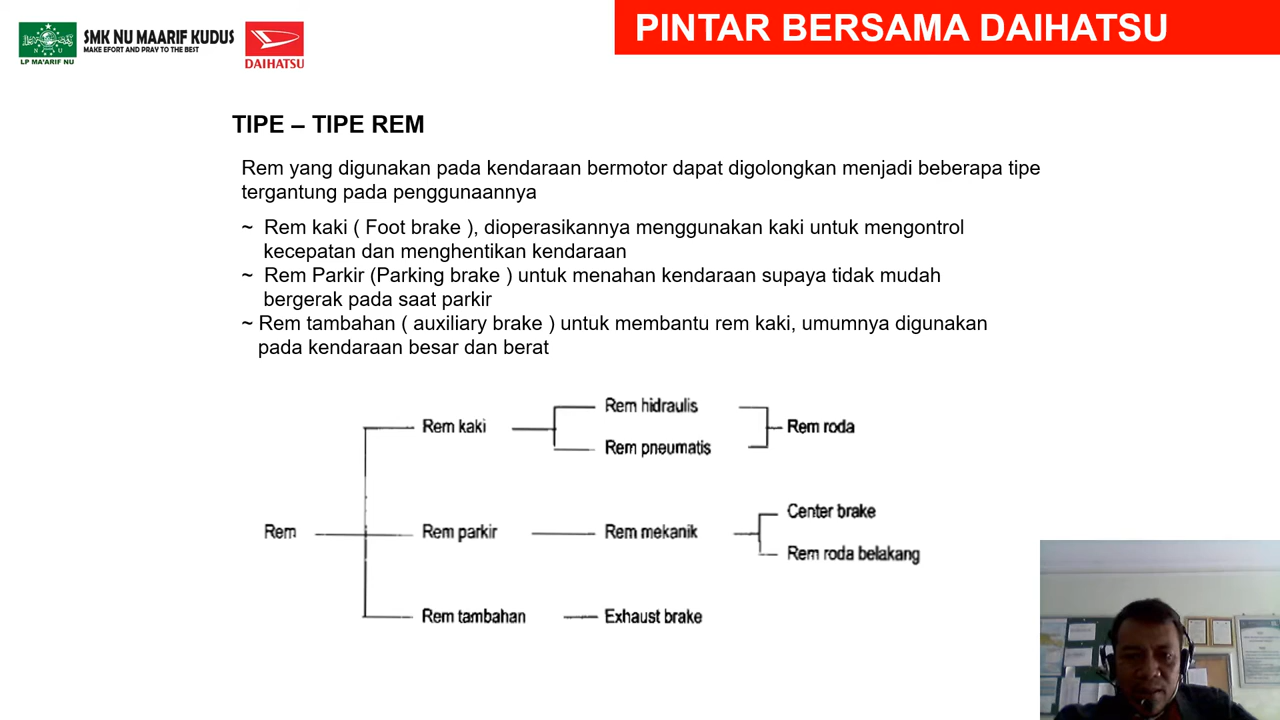 SMK NU MAARIF KUDUS
MAKE EFORT AND PRAY TO THE BEST
LP MA'ARIF NU
DAIHATSU
PINTAR BERSAMA DAIHATSU
TIPE – TIPE REM
Rem yang digunakan pada kendaraan bermotor dapat digolongkan menjadi beberapa tipe
tergantung pada penggunaannya
~ Rem kaki ( Foot brake ), dioperasikannya menggunakan kaki untuk mengontrol
kecepatan dan menghentikan kendaraan
~ Rem Parkir (Parking brake ) untuk menahan kendaraan supaya tidak mudah
bergerak pada saat parkir
~ Rem tambahan ( auxiliary brake ) untuk membantu rem kaki, umumnya digunakan
pada kendaraan besar dan berat
Rem hidraulis
Rem kaki
Rem roda
Rem pneumatis
Center brake
Rem
Rem parkir
Rem mekanik
Rem roda belakang
Rem tambahan
Exhaust brake